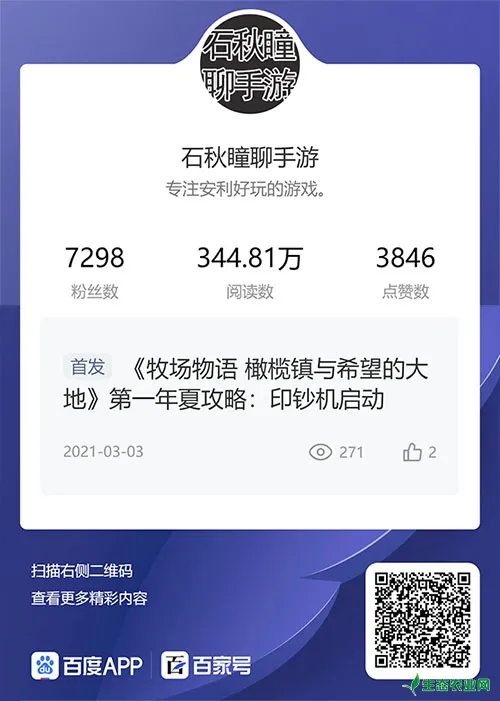 石秋瞳
聊手游
石秋瞳聊手游
专注安利好玩的游戏。
7298 344.81万 3846
粉丝数 阅读数 点赞数
首发 《牧场物语 橄榄镇与希望的大
地》第一年夏攻略：印钞机启动
2021-03-03 271 2
扫描右侧二维码
查看更多精彩内容
du 百度APP 百家号
生态农业网